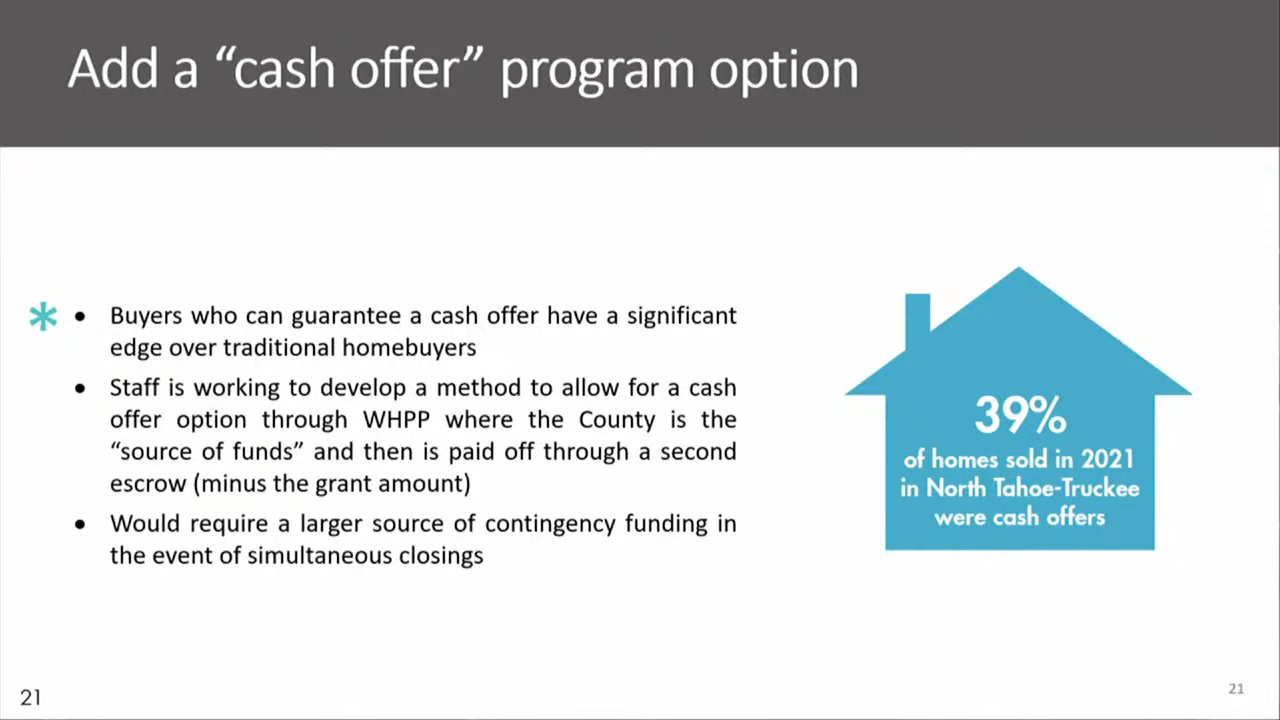 Add a “cash offer” program option
* • Buyers who can guarantee a cash offer have a significant
edge over traditional homebuyers
• Staff is working to develop a method to allow for a cash
offer option through WHPP where the County is the
“source of funds” and then is paid off through a second
escrow (minus the grant amount)
• Would require a larger source of contingency funding in
the event of simultaneous closings
39%
of homes sold in 2021
in North Tahoe-Truckee
were cash offers
21
21